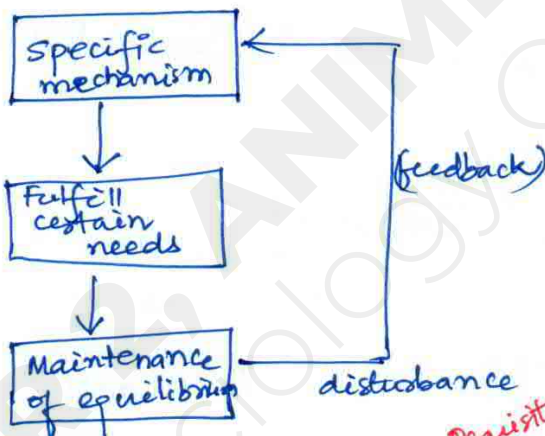 Specific
mechanism
(feedback)
Fulfill
certain
needs
Maintenance
of equilibrium
disturbance